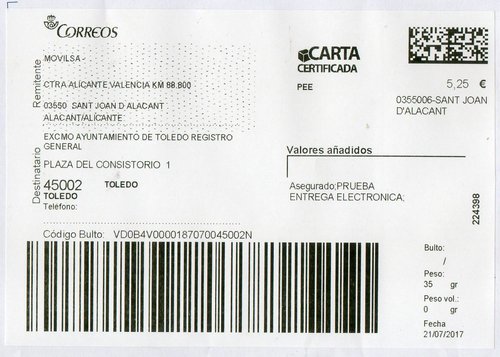 CORREOS
Remitente
MOVILSA -
CTRA ALICANTE VALENCIA KM 88.800
03550 SANT JOAN D ALACANT
ALACANT/ALICANTE
Destinatario
EXCMO AYUNTAMIENTO DE TOLEDO REGISTRO
GENERAL
PLAZA DEL CONSISTORIO 1
45002 TOLEDO
TOLEDO
Teléfono:
CARTA
CERTIFICADA
PEE
5,25 €
0355006-SANT JOAN
D'ALACANT
Valores añadidos
Asegurado;PRUEBA
ENTREGA ELECTRONICA;
224398
Código Bulto: VD0B4V0000187070045002N
Bulto:
/
Peso:
35 gr
Peso vol.:
0 gr
Fecha
21/07/2017